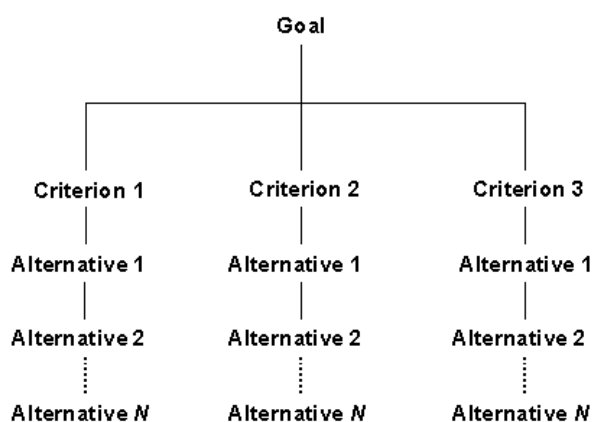 Goal
Criterion 1 Criterion 2 Criterion 3
Alternative 1 Alternative 1 Alternative 1
Alternative 2 Alternative 2 Alternative 2
Alternative N Alternative N Alternative N